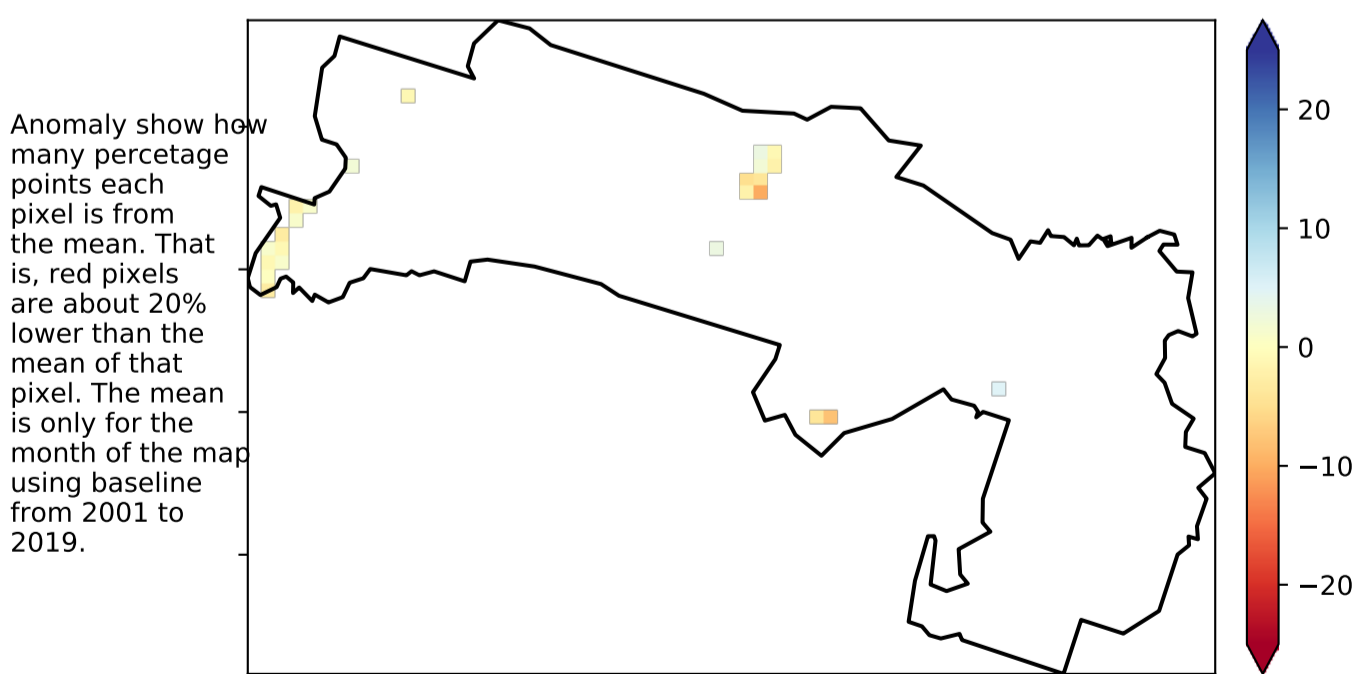 Anomaly show how
many percetage
points each
pixel is from
the mean. That
is, red pixels
are about 20%
lower than the
mean of that
pixel. The mean
is only for the
month of the map
using baseline
from 2001 to
2019.
20
10
0
−10
−20